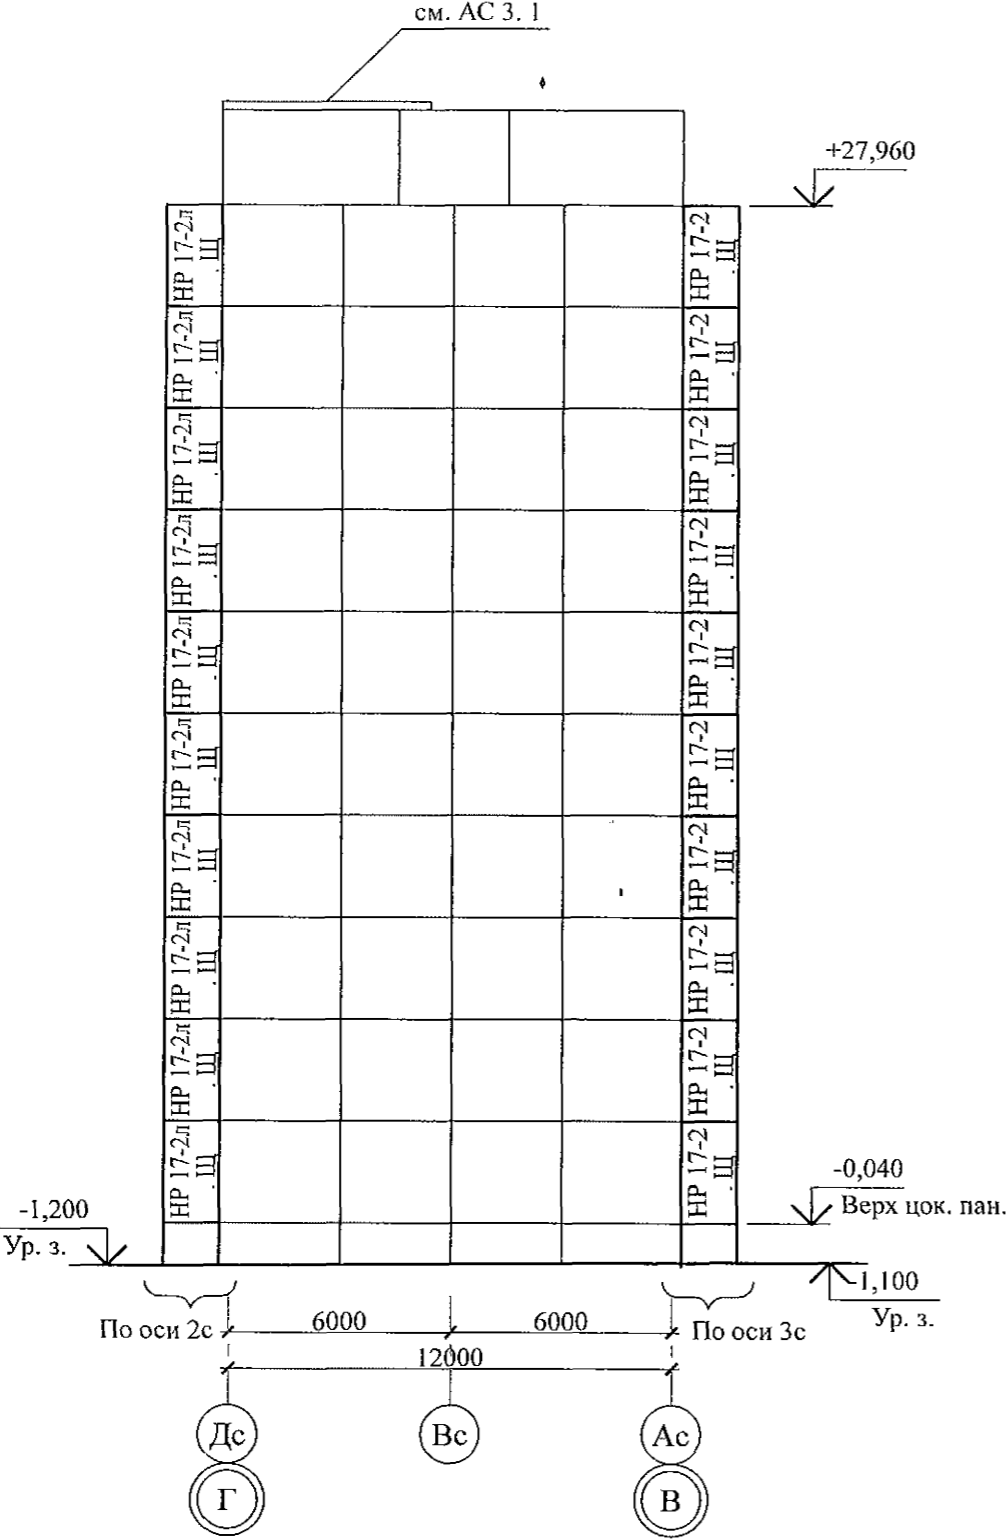 см. АС 3. 1
+27,960
НР 17-2л
Щ
НР 17-2
Щ
НР 17-2л
Щ
НР 17-2
Щ
НР 17-2л
Щ
НР 17-2
Щ
НР 17-2л
Щ
НР 17-2
Щ
НР 17-2л
Щ
НР 17-2
Щ
НР 17-2л
Щ
НР 17-2
Щ
НР 17-2л
Щ
НР 17-2
Щ
НР 17-2л
Щ
НР 17-2
Щ
НР 17-2л
Щ
НР 17-2
Щ
НР 17-2л
Щ
НР 17-2
Щ
-0,040
Верх цок. пан.
-1,200
Ур. з.
-1,100
Ур. з.
По оси 2с
6000
6000
По оси 3с
12000
Дс
Вс
Ас
Г
В